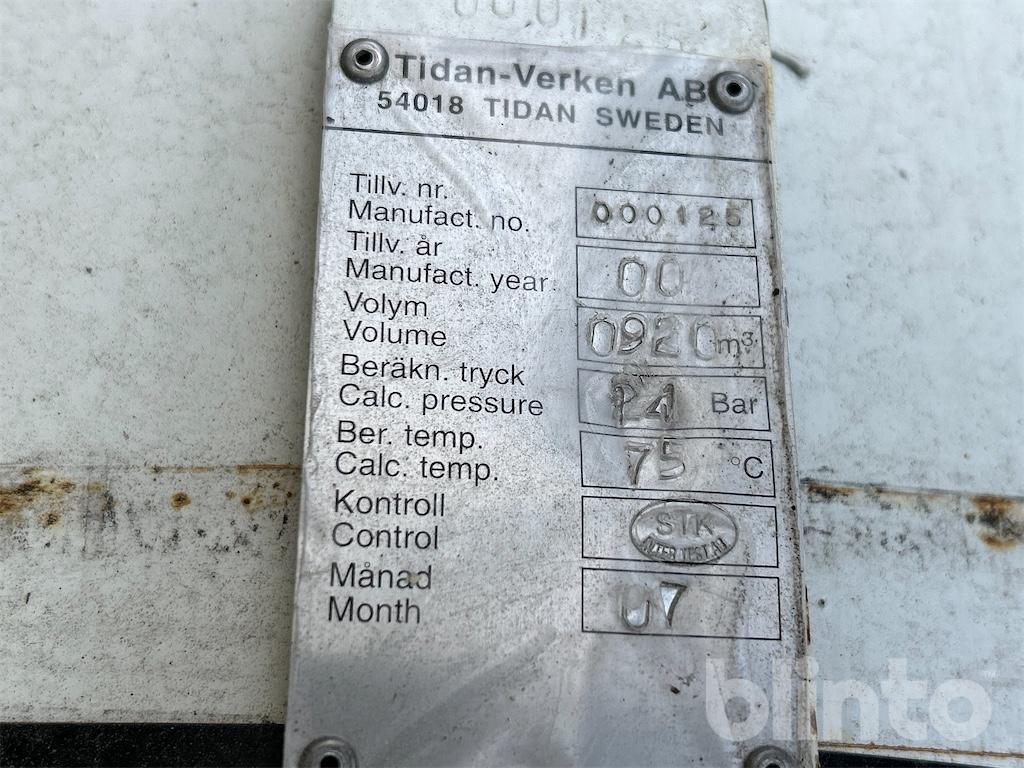 Tidan-Verken AB
54018 TIDAN SWEDEN
Tillv. nr.
Manufact. no. 000125
Tillv. år
Manufact. year. 00
Volym
Volume 0920 m³
Beräkn. tryck
Calc. pressure Bar
Ber. temp.
Calc. temp. 75 °C
Kontroll
Control STK
Månad
Month 07
blinto